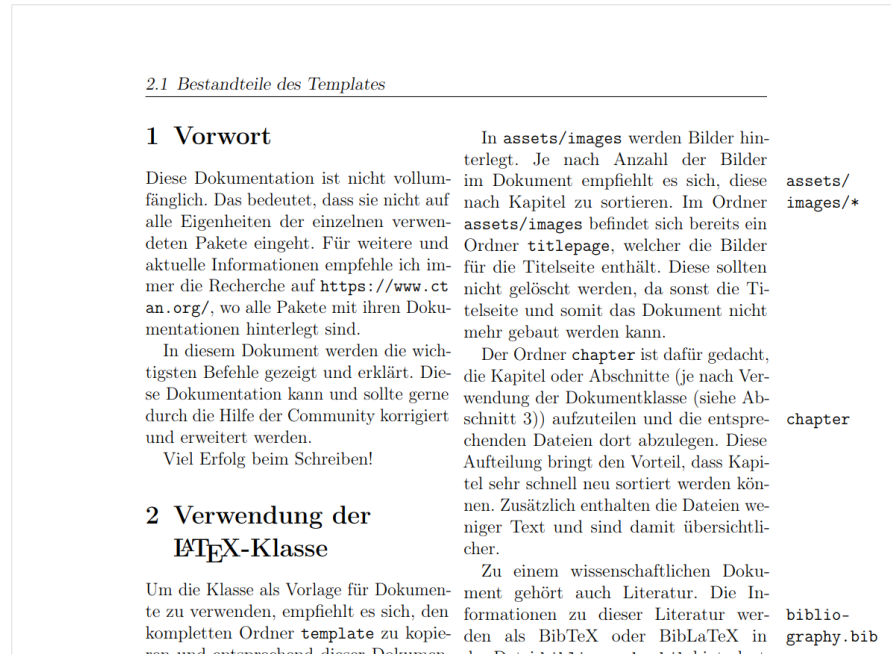 2.1 Bestandteile des Templates
1 Vorwort
Diese Dokumentation ist nicht vollum-
fänglich. Das bedeutet, dass sie nicht auf
alle Eigenheiten der einzelnen verwen-
deten Pakete eingeht. Für weitere und
aktuelle Informationen empfehle ich im-
mer die Recherche auf https://www.ct
an.org/, wo alle Pakete mit ihren Doku-
mentationen hinterlegt sind.
In diesem Dokument werden die wich-
tigsten Befehle gezeigt und erklärt. Die-
se Dokumentation kann und sollte gerne
durch die Hilfe der Community korrigiert
und erweitert werden.
Viel Erfolg beim Schreiben!
2 Verwendung der
LATEX-Klasse
Um die Klasse als Vorlage für Dokumen-
te zu verwenden, empfiehlt es sich, den
kompletten Ordner template zu kopie-
ren und entsprechend dieser Dokumen-
In assets/images werden Bilder hin-
terlegt. Je nach Anzahl der Bilder
im Dokument empfiehlt es sich, diese
nach Kapitel zu sortieren. Im Ordner
assets/images befindet sich bereits ein
Ordner titlepage, welcher die Bilder
für die Titelseite enthält. Diese sollten
nicht gelöscht werden, da sonst die Ti-
telseite und somit das Dokument nicht
mehr gebaut werden kann.
Der Ordner chapter ist dafür gedacht,
die Kapitel oder Abschnitte (je nach Ver-
wendung der Dokumentklasse (siehe Ab-
schnitt 3)) aufzuteilen und die entspre-
chenden Dateien dort abzulegen. Diese
Aufteilung bringt den Vorteil, dass Kapi-
tel sehr schnell neu sortiert werden kön-
nen. Zusätzlich enthalten die Dateien we-
niger Text und sind damit übersichtli-
cher.
Zu einem wissenschaftlichen Doku-
ment gehört auch Literatur. Die In-
formationen zu dieser Literatur wer-
den als BibTeX oder BibLaTeX in
assets/
images/*
chapter
biblio-
graphy.bib